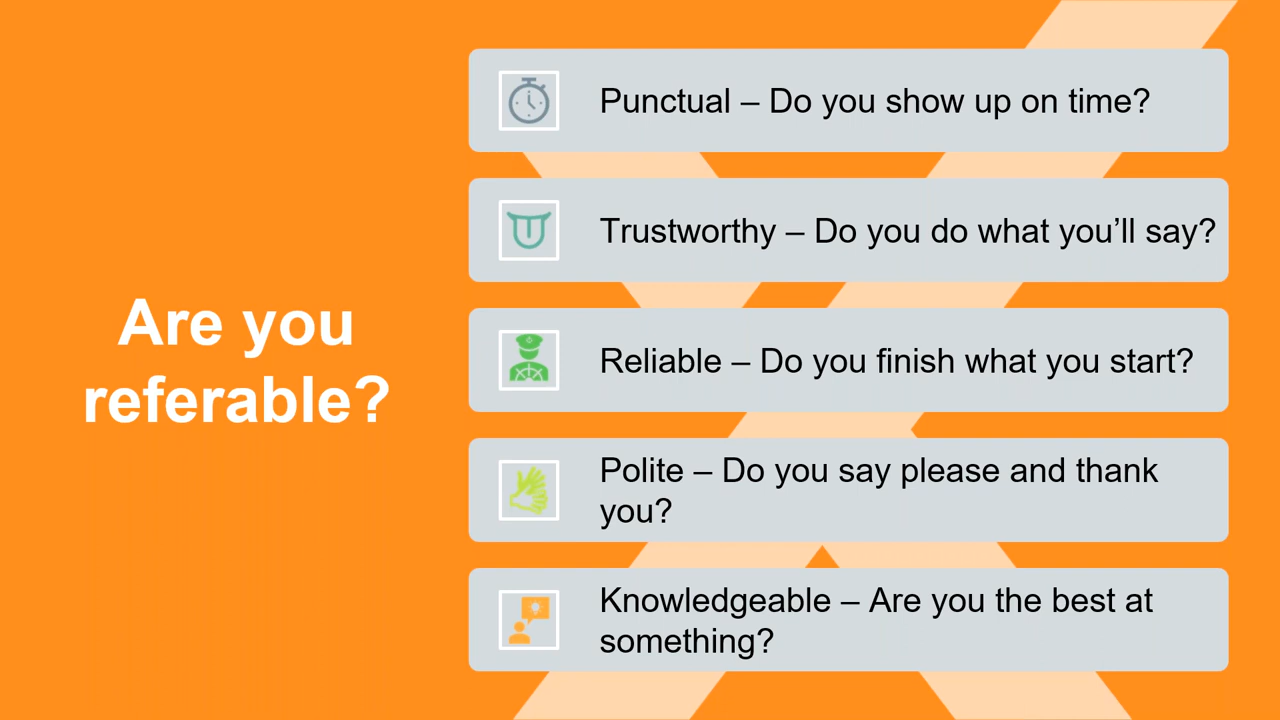 Are you
referable?
Punctual – Do you show up on time?
Trustworthy – Do you do what you’ll say?
Reliable – Do you finish what you start?
Polite – Do you say please and thank
you?
Knowledgeable – Are you the best at
something?